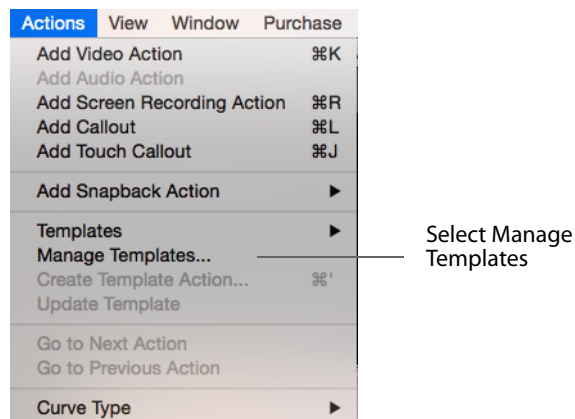 Actions View Window Purchase
Add Video Action ⌘K
Add Audio Action
Add Screen Recording Action ⌘R
Add Callout ⌘L
Add Touch Callout ⌘J
Add Snapback Action ▶
Templates ▶
Manage Templates...
Create Template Action... ⌘'
Update Template
Go to Next Action
Go to Previous Action
Curve Type ▶
Select Manage
Templates